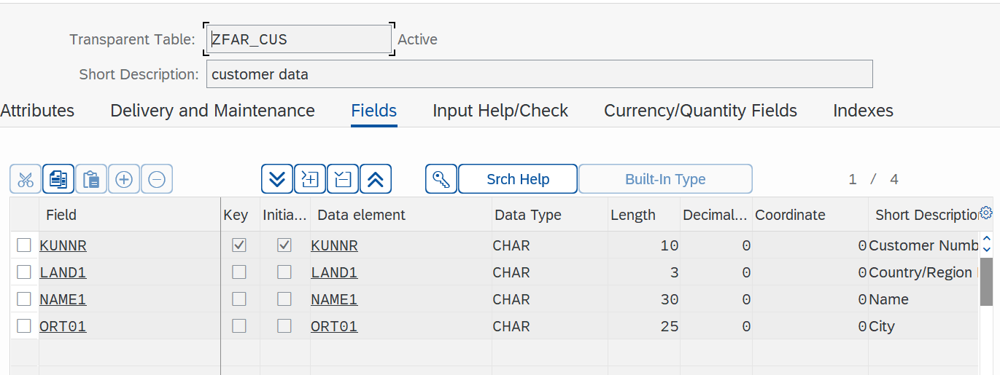 Transparent Table: ZFAR_CUS Active
Short Description: customer data
Attributes Delivery and Maintenance Fields Input Help/Check Currency/Quantity Fields Indexes
Srch Help Built-In Type 1 / 4
Field Key Initia... Data element Data Type Length Decimal... Coordinate Short Description
KUNNR KUNNR CHAR 10 0 0 Customer Numb
LAND1 LAND1 CHAR 3 0 0 Country/Region
NAME1 NAME1 CHAR 30 0 0 Name
ORT01 ORT01 CHAR 25 0 0 City